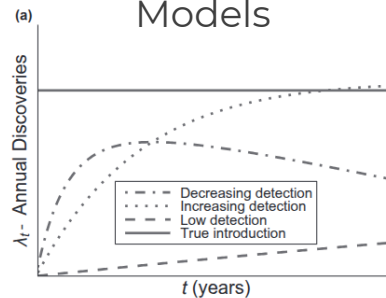 Models
(a)
λt - Annual Discoveries
Decreasing detection
Increasing detection
Low detection
True introduction
t (years)